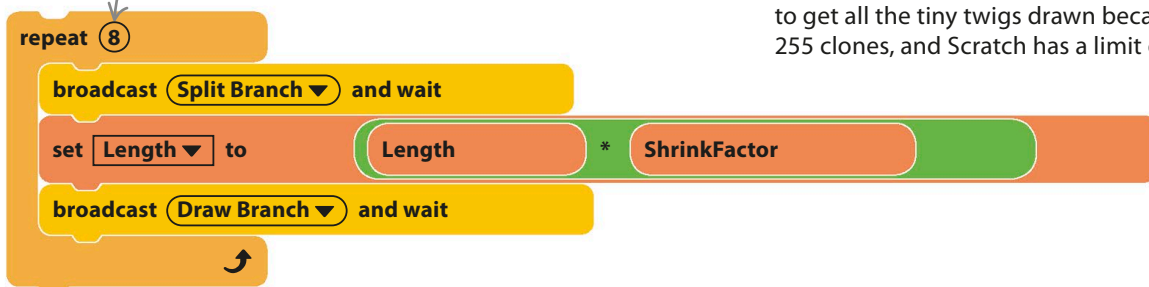 to get all the tiny twigs drawn beca
255 clones, and Scratch has a limit
repeat 8
broadcast Split Branch and wait
set Length to Length * ShrinkFactor
broadcast Draw Branch and wait